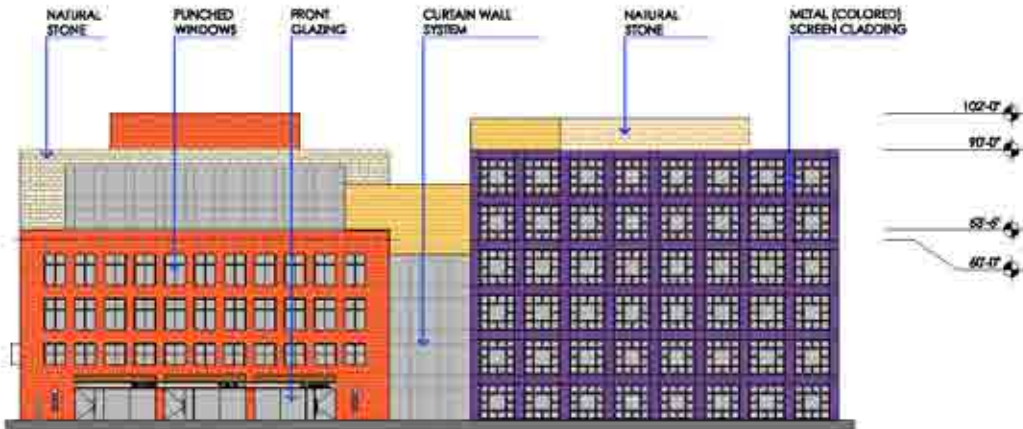 NATURAL
STONE
PUNCHED
WINDOWS
FRONT
GLAZING
CURTAIN WALL
SYSTEM
NATURAL
STONE
METAL (COLORED)
SCREEN CLADDING
102'-0"
90'-0"
60'-0"